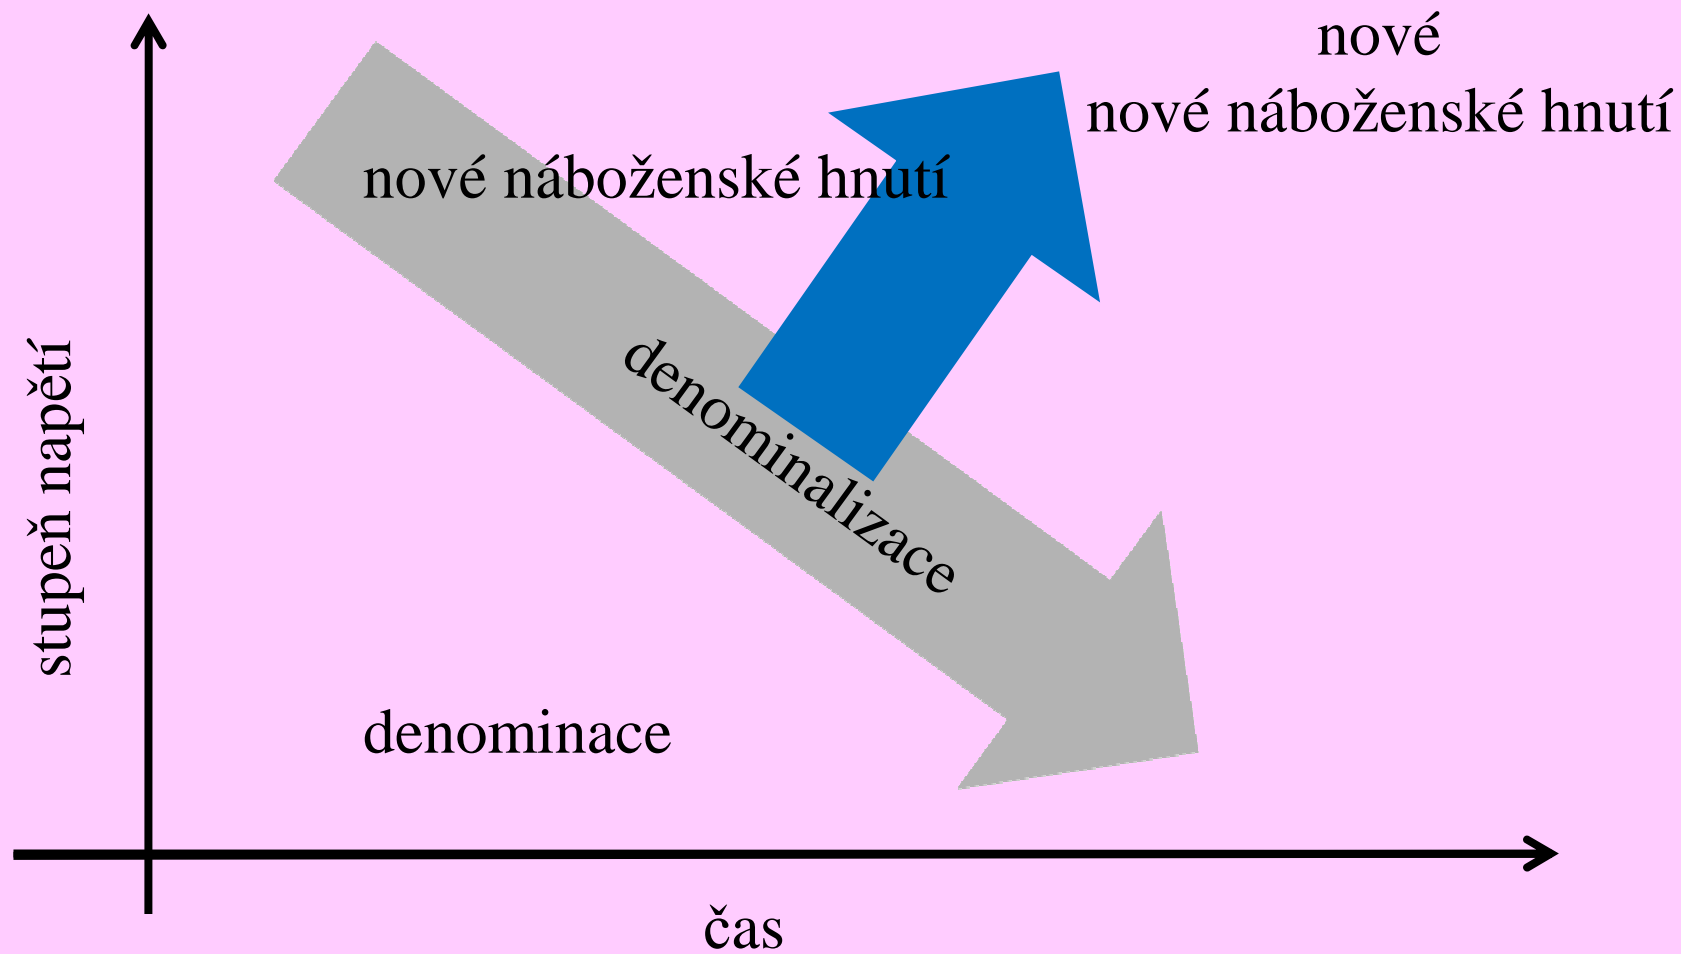 nové
nové náboženské hnutí
nové náboženské hnutí
denominalizace
stupeň napětí
denominace
čas